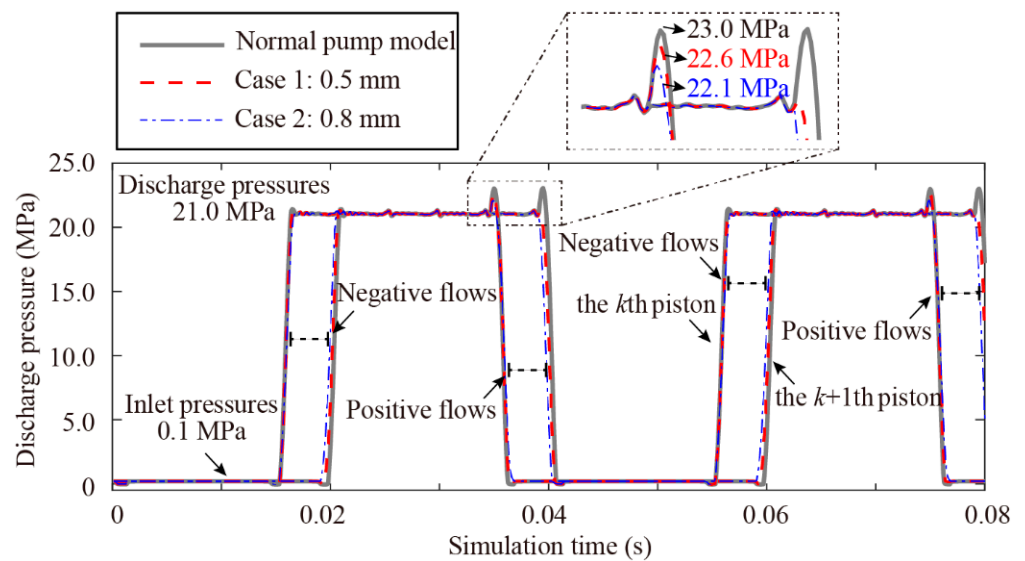 Normal pump model
Case 1: 0.5 mm
Case 2: 0.8 mm
23.0 MPa
22.6 MPa
22.1 MPa
Discharge pressure (MPa)
25.0
20.0
15.0
10.0
5.0
0
Discharge pressures
21.0 MPa
Negative flows
Negative flows
the kth piston
Positive flows
Inlet pressures
0.1 MPa
Positive flows
the k+1th piston
0
0.02
0.04
0.06
0.08
Simulation time (s)